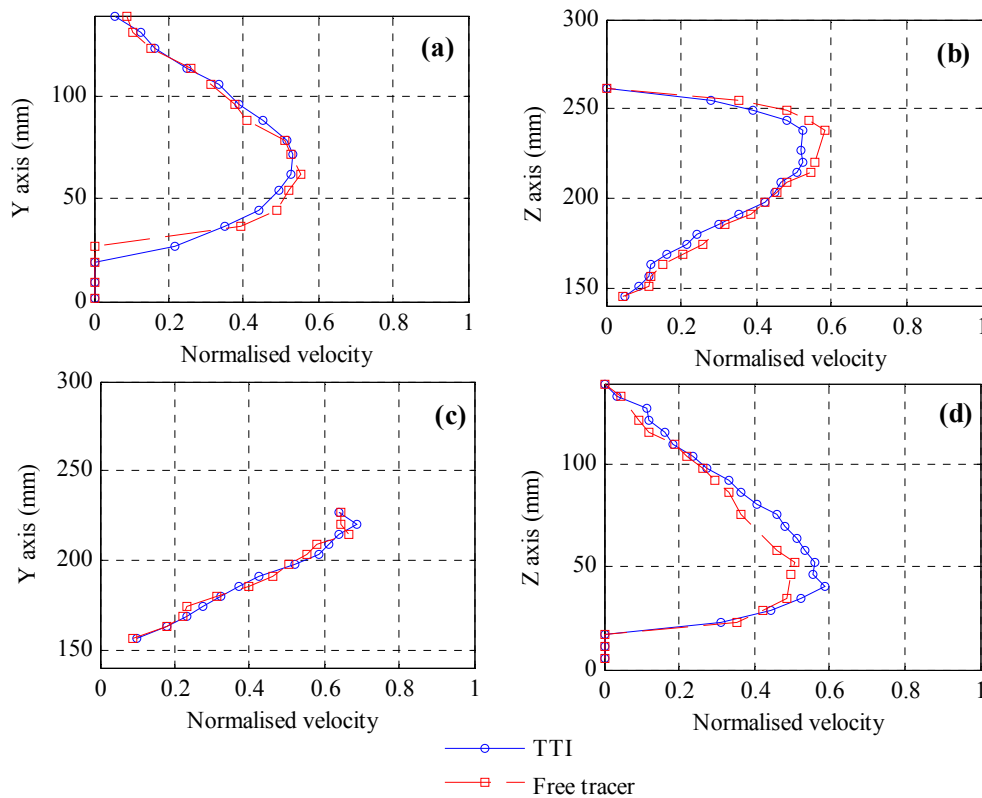 (a)
100
50
0
Y axis (mm)
0 0.2 0.4 0.6 0.8 1
Normalised velocity
(b)
300
250
200
150
Z axis (mm)
0 0.2 0.4 0.6 0.8 1
Normalised velocity
(c)
300
250
200
150
Y axis (mm)
0 0.2 0.4 0.6 0.8 1
Normalised velocity
(d)
100
50
0
Z axis (mm)
0 0.2 0.4 0.6 0.8 1
Normalised velocity
TTI
Free tracer